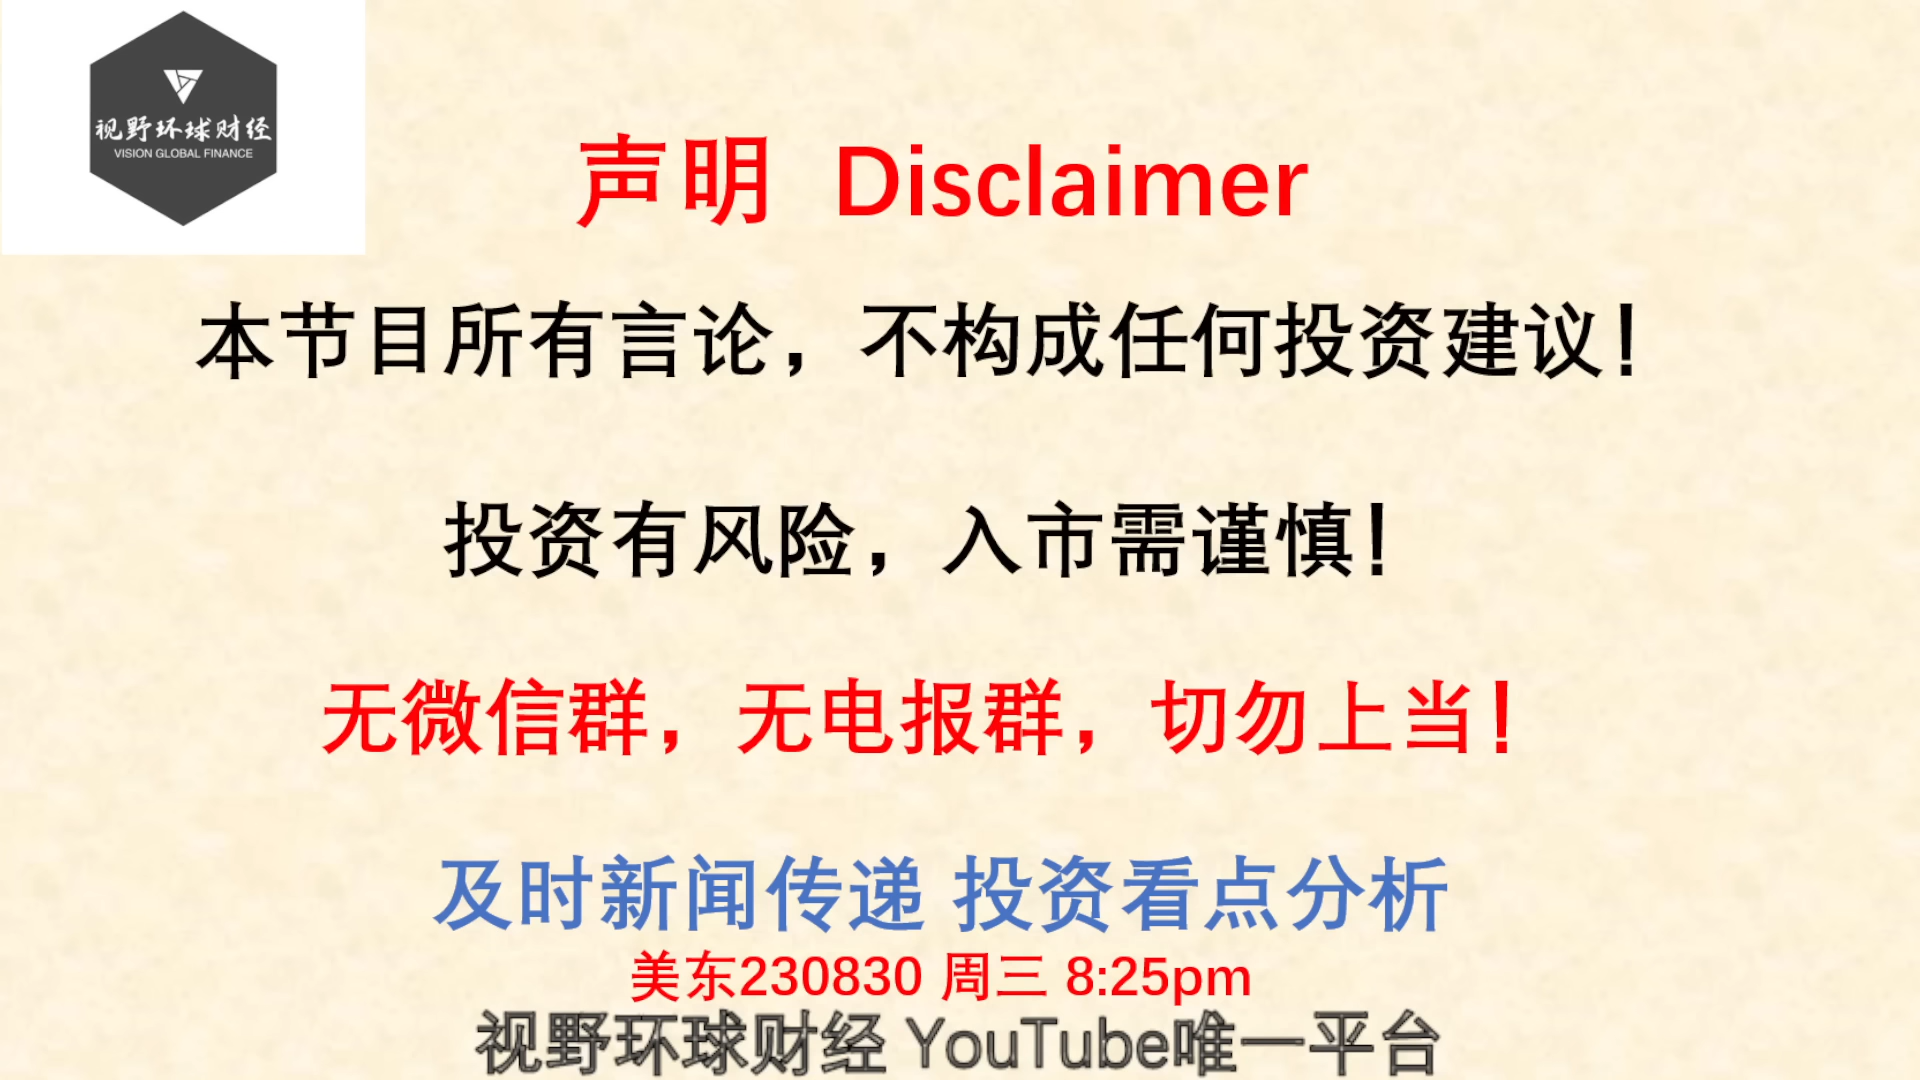 视野环球财经
VISION GLOBAL FINANCE
声明 Disclaimer
本节目所有言论，不构成任何投资建议！
投资有风险，入市需谨慎！
无微信群，无电报群，切勿上当！
及时新闻传递 投资看点分析
美东230830 周三 8:25pm
视野环球财经 YouTube唯一平台